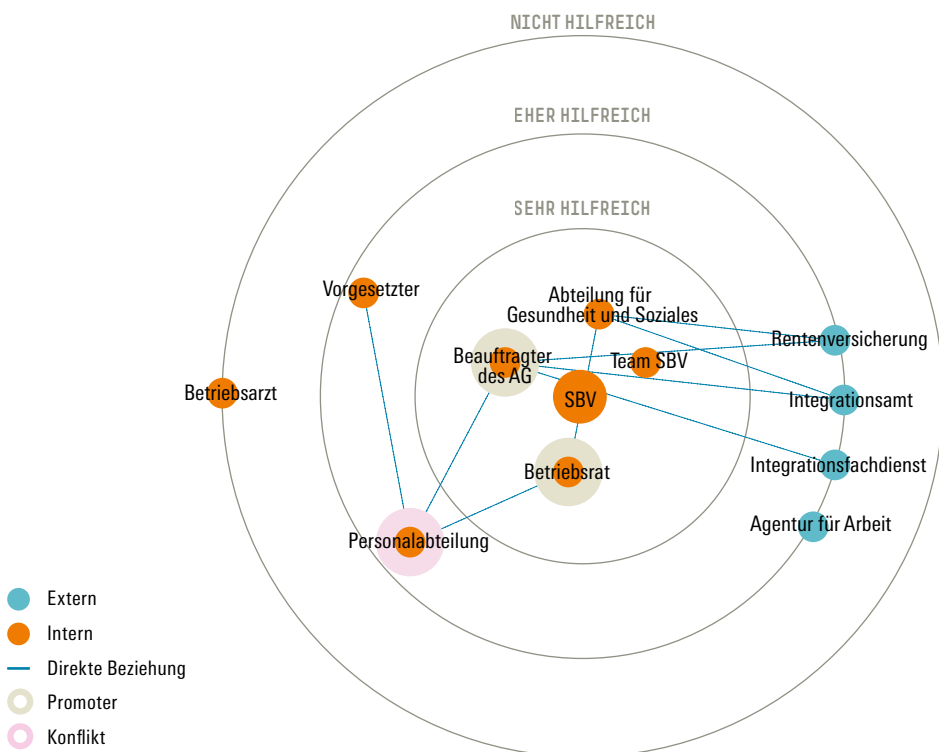 NICHT HILFREICH
EHER HILFREICH
SEHR HILFREICH
Vorgesetzter
Abteilung für
Gesundheit und Soziales
Rentenversicherung
Beauftragter
des AG
Team SBV
Betriebsarzt
SBV
Integrationsamt
Betriebsrat
Integrationsfachdienst
Agentur für Arbeit
Personalabteilung
Extern
Intern
Direkte Beziehung
Promoter
Konflikt